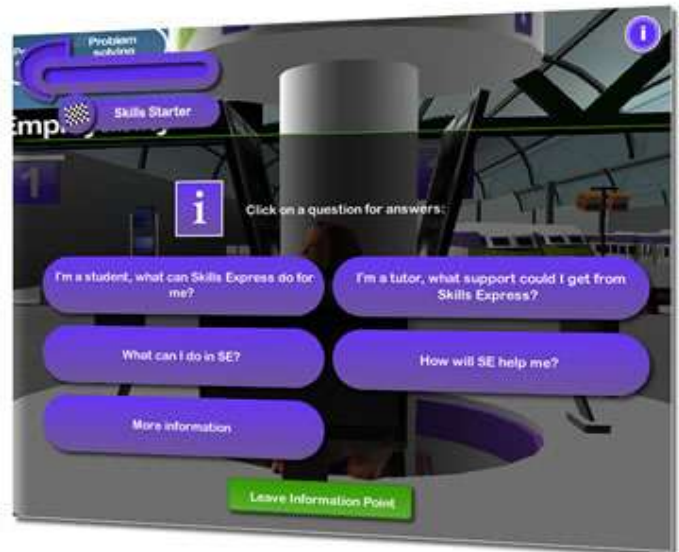 Problem
solving
Skills Starter
1
i
i
Click on a question for answers:
I'm a student, what can Skills Express do for
me?
I'm a tutor, what support could I get from
Skills Express?
What can I do in SE?
How will SE help me?
More information
Leave Information Point